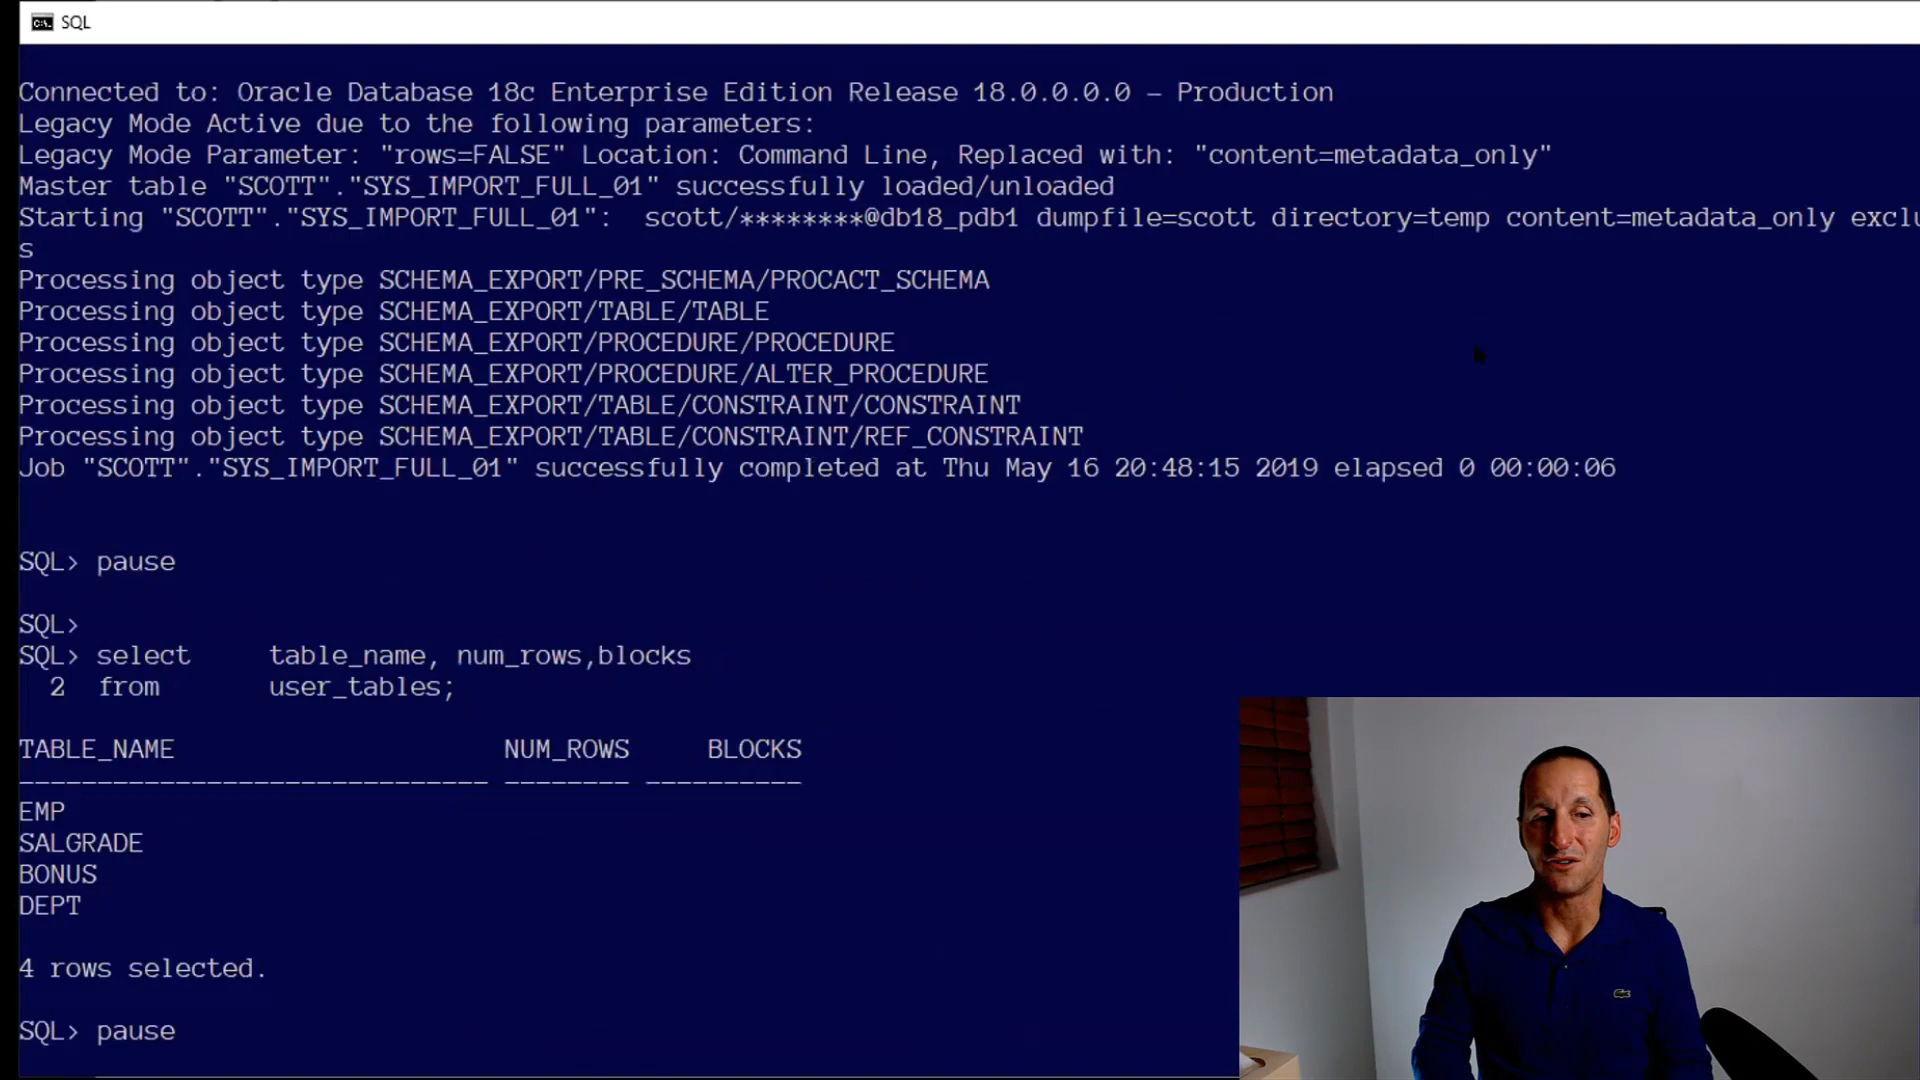 SQL
Connected to: Oracle Database 18c Enterprise Edition Release 18.0.0.0.0 - Production
Legacy Mode Active due to the following parameters:
Legacy Mode Parameter: "rows=FALSE" Location: Command Line, Replaced with: "content=metadata_only"
Master table "SCOTT"."SYS_IMPORT_FULL_01" successfully loaded/unloaded
Starting "SCOTT"."SYS_IMPORT_FULL_01":  scott/********@db18_pdb1 dumpfile=scott directory=temp content=metadata_only exclu
s
Processing object type SCHEMA_EXPORT/PRE_SCHEMA/PROCACT_SCHEMA
Processing object type SCHEMA_EXPORT/TABLE/TABLE
Processing object type SCHEMA_EXPORT/PROCEDURE/PROCEDURE
Processing object type SCHEMA_EXPORT/PROCEDURE/ALTER_PROCEDURE
Processing object type SCHEMA_EXPORT/TABLE/CONSTRAINT/CONSTRAINT
Processing object type SCHEMA_EXPORT/TABLE/CONSTRAINT/REF_CONSTRAINT
Job "SCOTT"."SYS_IMPORT_FULL_01" successfully completed at Thu May 16 20:48:15 2019 elapsed 0 00:00:06
SQL> pause
SQL>
SQL> select     table_name, num_rows,blocks
  2  from       user_tables;
TABLE_NAME                     NUM_ROWS     BLOCKS
------------------------------ -------- ----------
EMP
SALGRADE
BONUS
DEPT
4 rows selected.
SQL> pause